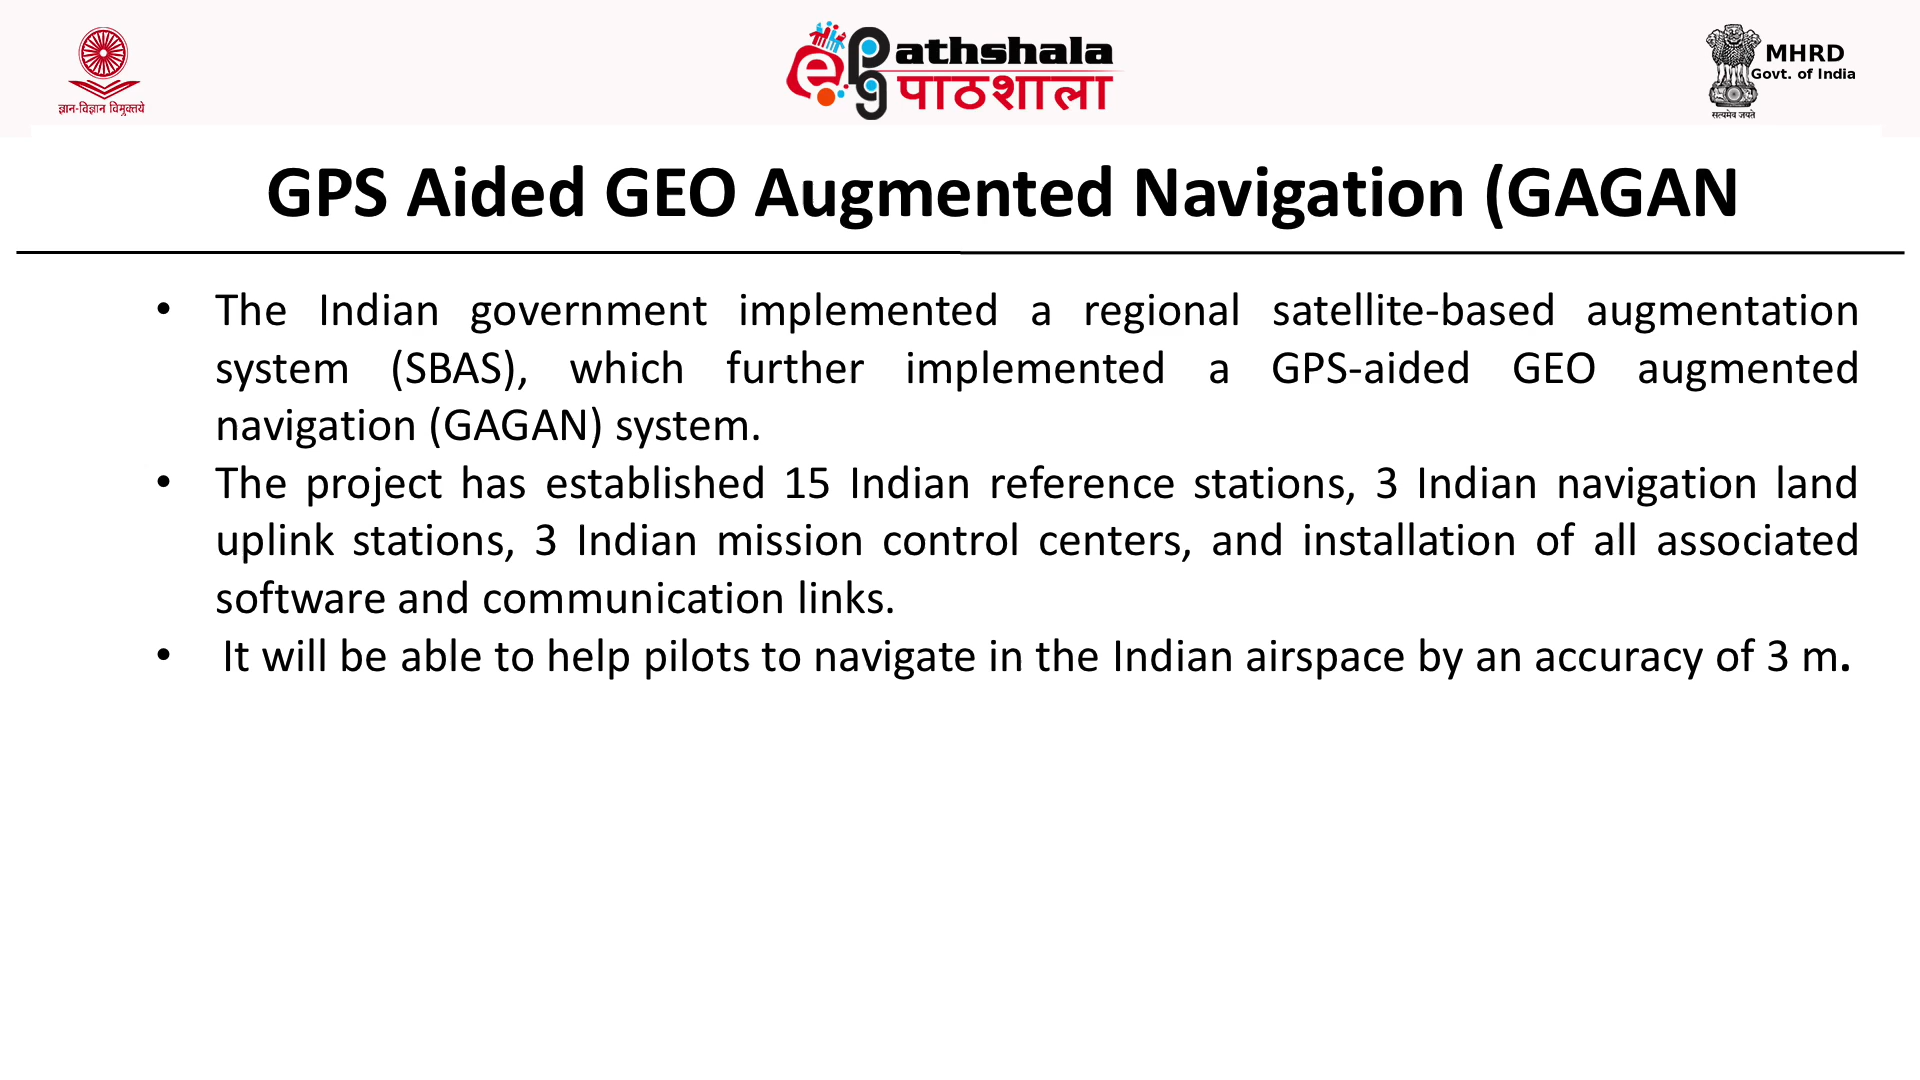 ज्ञान-विज्ञान विमुक्तये
athshala
पाठशाला
MHRD
Govt. of India
सत्यमेव जयते
GPS Aided GEO Augmented Navigation (GAGAN
• The Indian government implemented a regional satellite-based augmentation
system (SBAS), which further implemented a GPS-aided GEO augmented
navigation (GAGAN) system.
• The project has established 15 Indian reference stations, 3 Indian navigation land
uplink stations, 3 Indian mission control centers, and installation of all associated
software and communication links.
• It will be able to help pilots to navigate in the Indian airspace by an accuracy of 3 m.